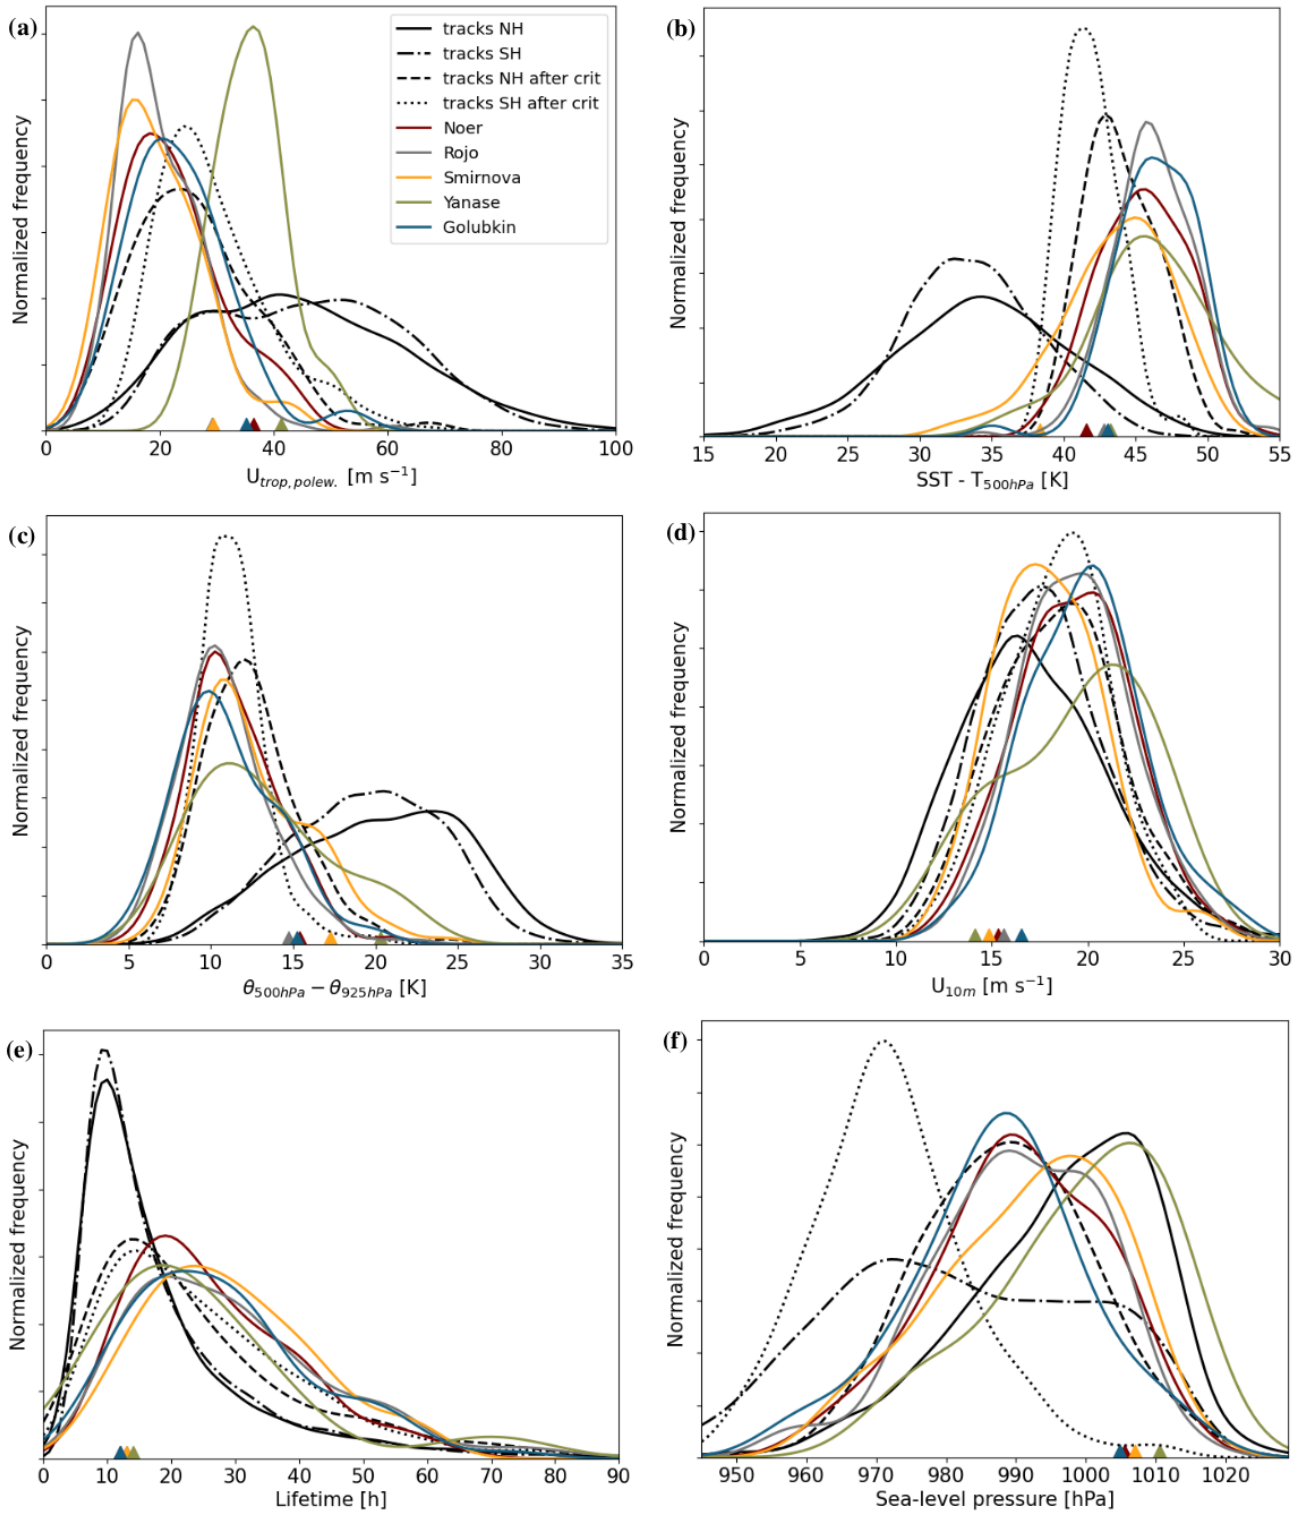 (a)
Normalized frequency
tracks NH
tracks SH
tracks NH after crit
tracks SH after crit
Noer
Rojo
Smirnova
Yanase
Golubkin
0 20 40 60 80 100
U_trop,polew. [m s⁻¹]
(b)
Normalized frequency
15 20 25 30 35 40 45 50 55
SST - T_500hPa [K]
(c)
Normalized frequency
0 5 10 15 20 25 30 35
θ_500hPa − θ_925hPa [K]
(d)
Normalized frequency
0 5 10 15 20 25 30
U_10m [m s⁻¹]
(e)
Normalized frequency
0 10 20 30 40 50 60 70 80 90
Lifetime [h]
(f)
Normalized frequency
950 960 970 980 990 1000 1010 1020
Sea-level pressure [hPa]